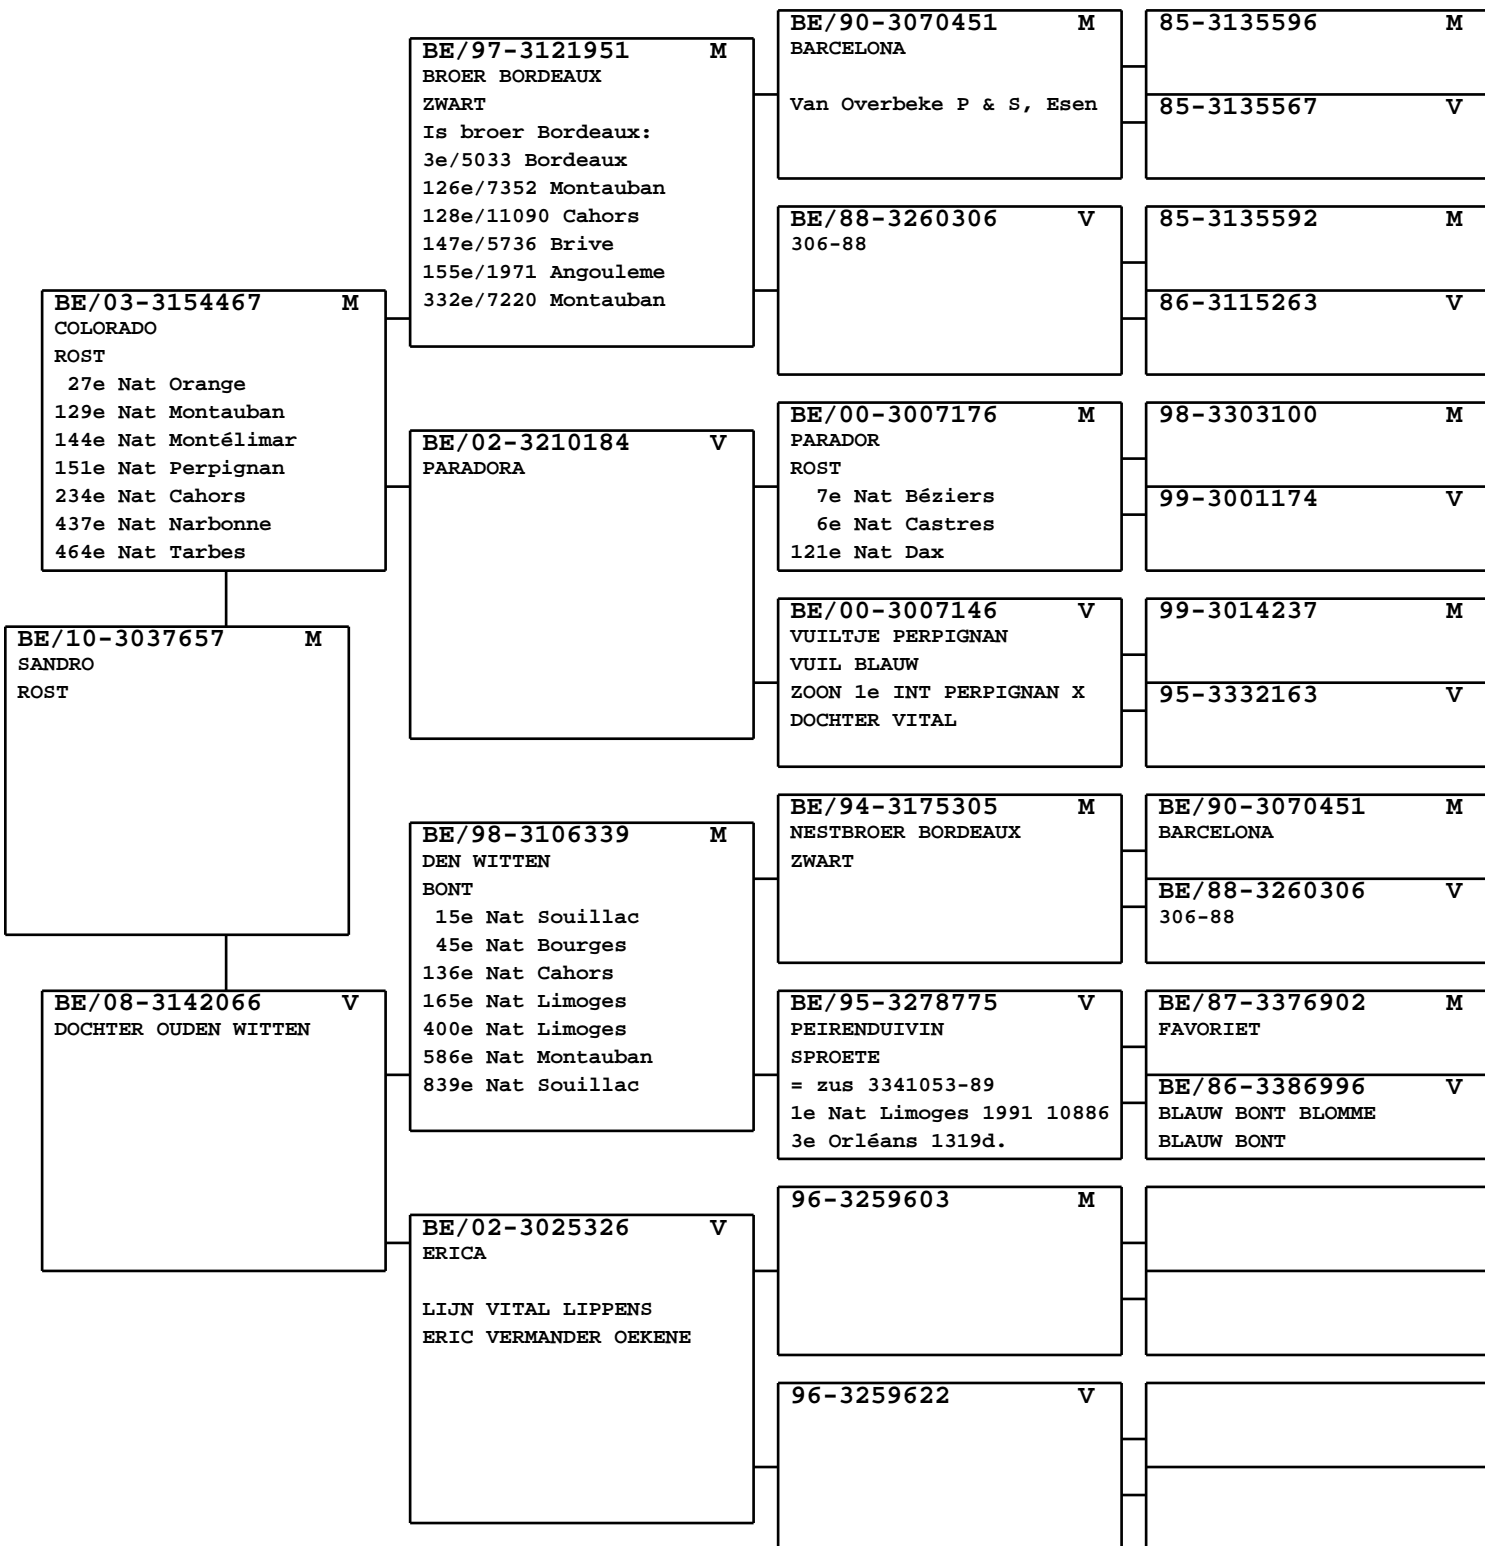 BE/10-3037657 M
SANDRO
ROST
BE/03-3154467 M
COLORADO
ROST
27e Nat Orange
129e Nat Montauban
144e Nat Montélimar
151e Nat Perpignan
234e Nat Cahors
437e Nat Narbonne
464e Nat Tarbes
BE/08-3142066 V
DOCHTER OUDEN WITTEN
BE/97-3121951 M
BROER BORDEAUX
ZWART
Is broer Bordeaux:
3e/5033 Bordeaux
126e/7352 Montauban
128e/11090 Cahors
147e/5736 Brive
155e/1971 Angouleme
332e/7220 Montauban
BE/02-3210184 V
PARADORA
BE/98-3106339 M
DEN WITTEN
BONT
15e Nat Souillac
45e Nat Bourges
136e Nat Cahors
165e Nat Limoges
400e Nat Limoges
586e Nat Montauban
839e Nat Souillac
BE/02-3025326 V
ERICA
LIJN VITAL LIPPENS
ERIC VERMANDER OEKENE
BE/90-3070451 M
BARCELONA
Van Overbeke P & S, Esen
BE/88-3260306 V
306-88
BE/00-3007176 M
PARADOR
ROST
7e Nat Béziers
6e Nat Castres
121e Nat Dax
BE/00-3007146 V
VUILTJE PERPIGNAN
VUIL BLAUW
ZOON 1e INT PERPIGNAN X
DOCHTER VITAL
BE/94-3175305 M
NESTBROER BORDEAUX
ZWART
BE/95-3278775 V
PEIRENDUIVIN
SPROETE
= zus 3341053-89
1e Nat Limoges 1991 10886
3e Orléans 1319d.
96-3259603 M
96-3259622 V
85-3135596 M
85-3135567 V
85-3135592 M
86-3115263 V
98-3303100 M
99-3001174 V
99-3014237 M
95-3332163 V
BE/90-3070451 M
BARCELONA
BE/88-3260306 V
306-88
BE/87-3376902 M
FAVORIET
BE/86-3386996 V
BLAUW BONT BLOMME
BLAUW BONT